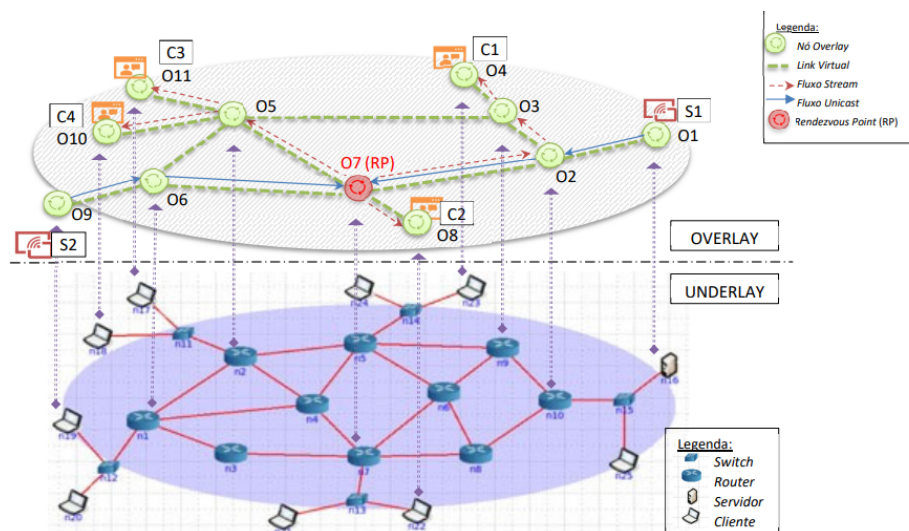 C3
O11
C1
O4
Legenda:
Nó Overlay
Link Virtual
Fluxo Stream
Fluxo Unicast
Rendezvous Point (RP)
C4
O10
O5
O3
S1
O1
O7 (RP)
O2
O6
O9
C2
O8
S2
OVERLAY
UNDERLAY
n17
n24
n23
n18
n11
n14
n2
n5
n9
n16
n19
n1
n4
n6
n10
n15
n12
n3
n7
n8
n25
n20
n13
n22
Legenda:
Switch
Router
Servidor
Cliente